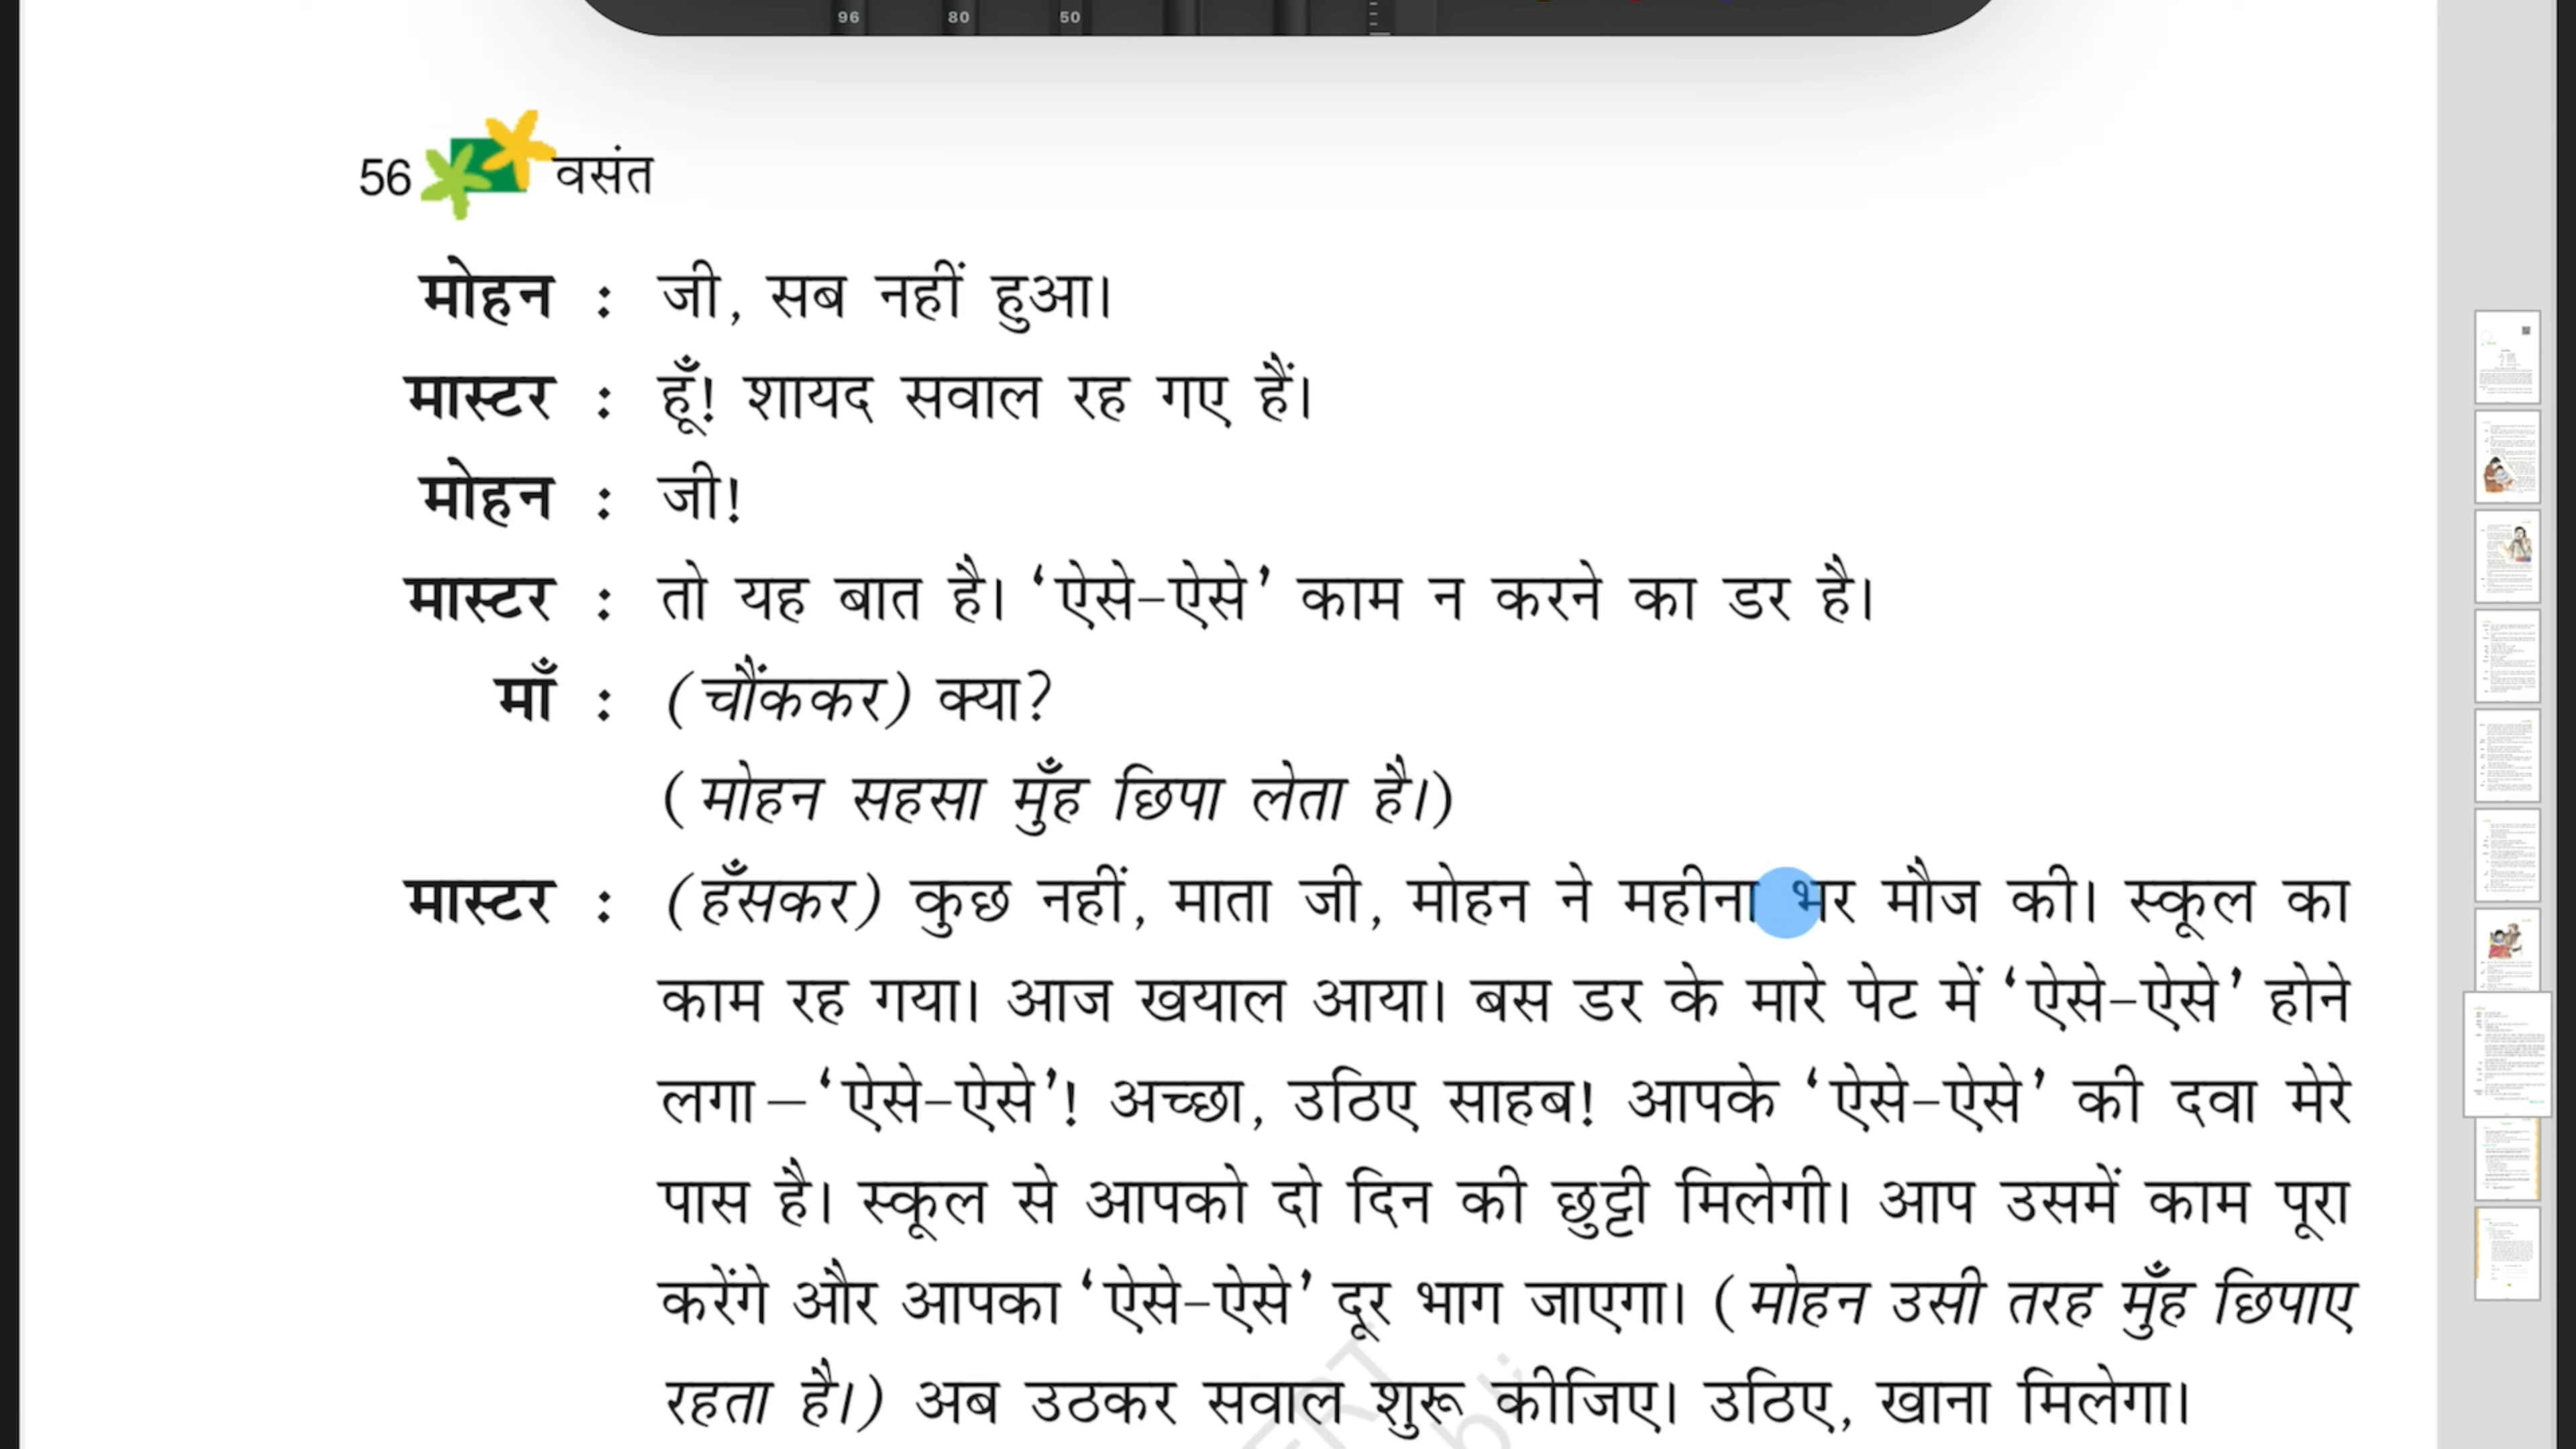 96 80 50
56 वसंत
मोहन : जी, सब नहीं हुआ।
मास्टर : हूँ! शायद सवाल रह गए हैं।
मोहन : जी!
मास्टर : तो यह बात है। ‘ऐसे-ऐसे’ काम न करने का डर है।
माँ : (चौंककर) क्या?
(मोहन सहसा मुँह छिपा लेता है।)
मास्टर : (हँसकर) कुछ नहीं, माता जी, मोहन ने महीना भर मौज की। स्कूल का
काम रह गया। आज खयाल आया। बस डर के मारे पेट में ‘ऐसे-ऐसे’ होने
लगा–‘ऐसे-ऐसे’! अच्छा, उठिए साहब! आपके ‘ऐसे-ऐसे’ की दवा मेरे
पास है। स्कूल से आपको दो दिन की छुट्टी मिलेगी। आप उसमें काम पूरा
करेंगे और आपका ‘ऐसे-ऐसे’ दूर भाग जाएगा। (मोहन उसी तरह मुँह छिपाए
रहता है।) अब उठकर सवाल शुरू कीजिए। उठिए, खाना मिलेगा।